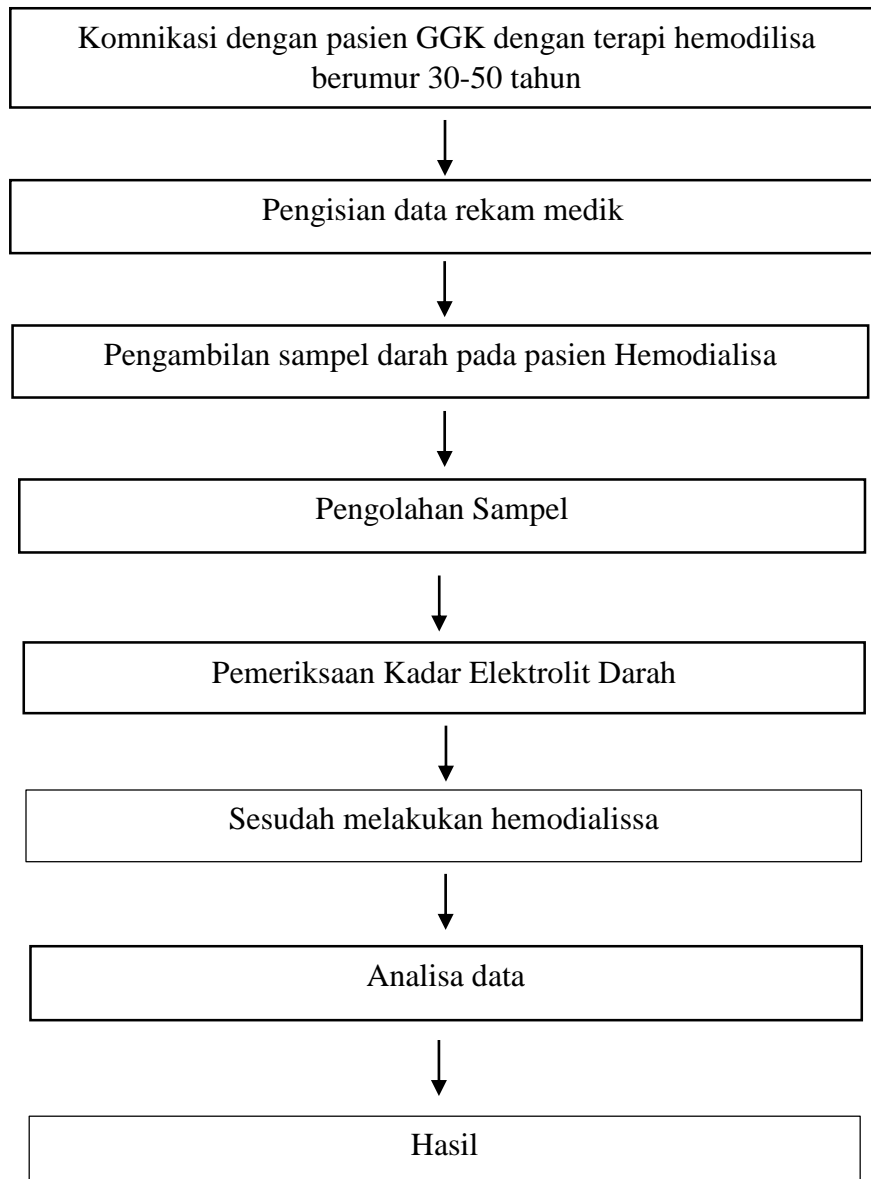 Komnikasi dengan pasien GGK dengan terapi hemodilisa
berumur 30-50 tahun
Pengisian data rekam medik
Pengambilan sampel darah pada pasien Hemodialisa
Pengolahan Sampel
Pemeriksaan Kadar Elektrolit Darah
Sesudah melakukan hemodialissa
Analisa data
Hasil